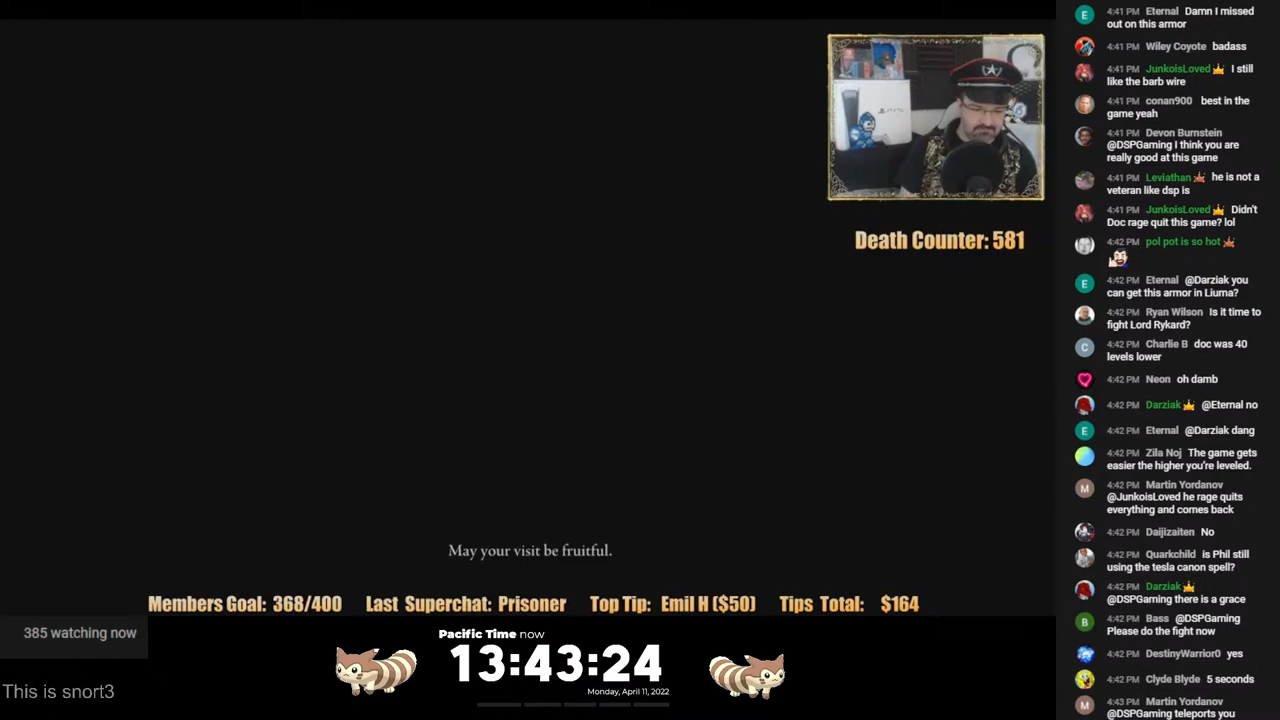 Death Counter: 581
May your visit be fruitful.
Members Goal: 368/400 Last Superchat: Prisoner Top Tip: Emil H ($50) Tips Total: $164
385 watching now
Pacific Time now
13:43:24
Monday, April 11, 2022
This is snort3
4:41 PM Eternal Damn I missed
out on this armor
4:41 PM Wiley Coyote badass
4:41 PM JunkoisLoved I still
like the barb wire
4:41 PM conan900 best in the
game yeah
4:41 PM Devon Burnstein
@DSPGaming I think you are
really good at this game
4:41 PM Leviathan he is not a
veteran like dsp is
4:41 PM JunkoisLoved Didn't
Doc rage quit this game? lol
4:42 PM pol pot is so hot
4:42 PM Eternal @Darziak you
can get this armor in Liurna?
4:42 PM Ryan Wilson Is it time to
fight Lord Rykard?
4:42 PM Charlie B doc was 40
levels lower
4:42 PM Neon oh damb
4:42 PM Darziak @Eternal no
4:42 PM Eternal @Darziak dang
4:42 PM Zila Noj The game gets
easier the higher you're leveled.
4:42 PM Martin Yordanov
@JunkoisLoved he rage quits
everything and comes back
4:42 PM Daijizaiten No
4:42 PM Quarkchild is Phil still
using the tesla canon spell?
4:42 PM Darziak
@DSPGaming there is a grace
4:42 PM Bass @DSPGaming
Please do the fight now
4:42 PM DestinyWarrior0 yes
4:42 PM Clyde Blyde 5 seconds
4:43 PM Martin Yordanov
@DSPGaming teleports you